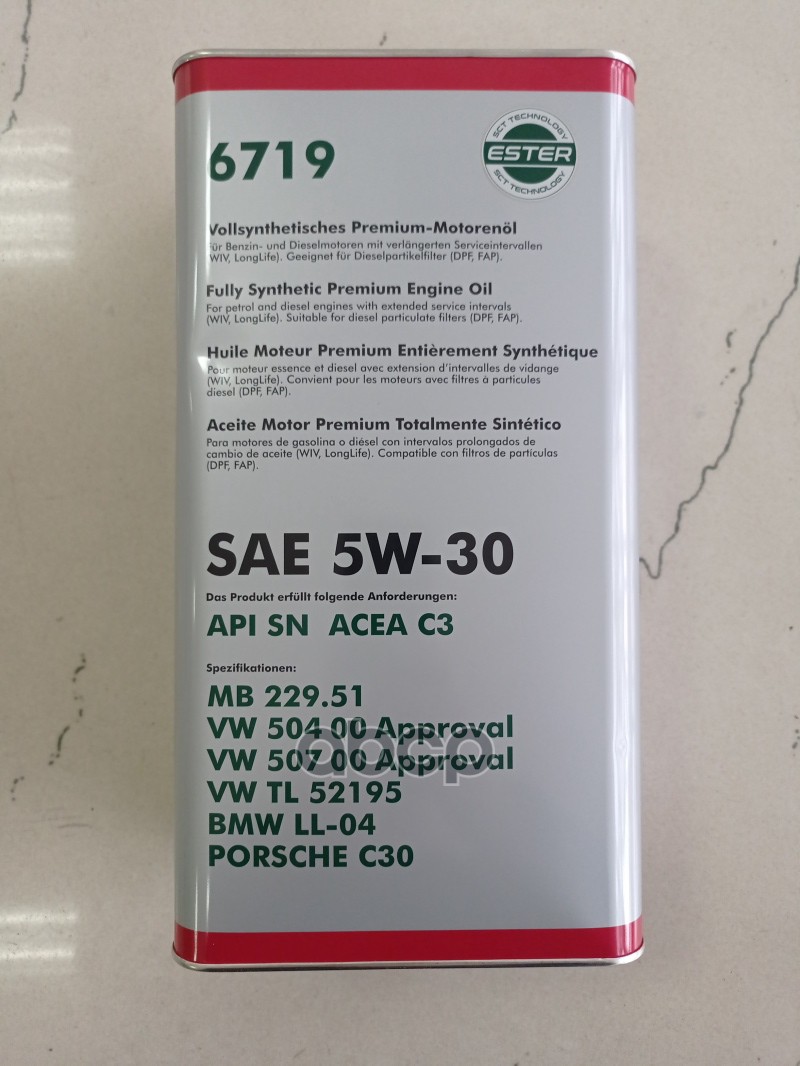 6719
SCT TECHNOLOGY
ESTER
SCT TECHNOLOGY
Vollsynthetisches Premium-Motorenöl
für Benzin- und Dieselmotoren mit verlängerten Serviceintervallen
(WIV, LongLife). Geeignet für Dieselpartikelfilter (DPF, FAP).
Fully Synthetic Premium Engine Oil
For petrol and diesel engines with extended service intervals
(WIV, LongLife). Suitable for diesel particulate filters (DPF, FAP).
Huile Moteur Premium Entièrement Synthétique
Pour moteur essence et diesel avec extension d'intervalles de vidange
(WIV, LongLife). Convient pour les moteurs avec filtres à particules
diesel (DPF, FAP).
Aceite Motor Premium Totalmente Sintético
Para motores de gasolina o diésel con intervalos prolongados de
cambio de aceite (WIV, LongLife). Compatible con filtros de partículas
(DPF, FAP).
SAE 5W-30
Das Produkt erfüllt folgende Anforderungen:
API SN ACEA C3
Spezifikationen:
MB 229.51
VW 504 00 Approval
abcp
VW 507 00 Approval
VW TL 52195
BMW LL-04
PORSCHE C30